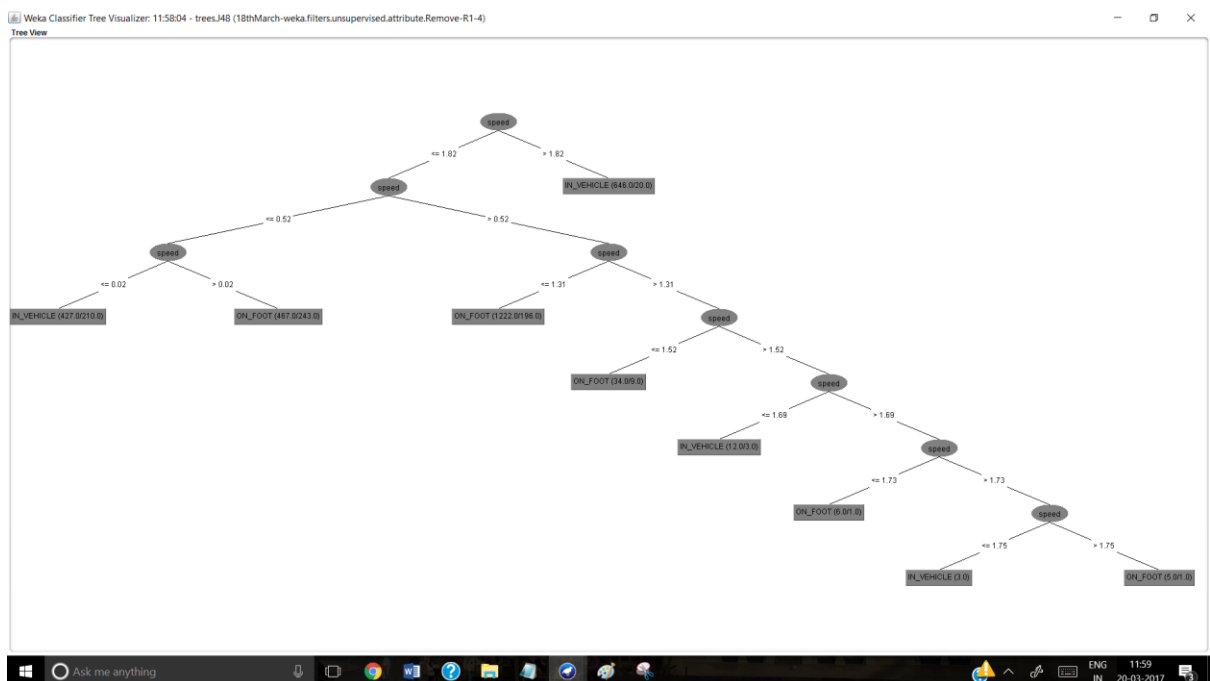 Weka Classifier Tree Visualizer: 11:58:04 - trees.J48 (18thMarch-weka.filters.unsupervised.attribute.Remove-R1-4)
Tree View
speed
<= 1.82
> 1.82
speed
IN_VEHICLE (646.0/20.0)
<= 0.52
> 0.52
speed
speed
<= 0.02
> 0.02
<= 1.31
> 1.31
IN_VEHICLE (427.0/210.0)
ON_FOOT (467.0/243.0)
ON_FOOT (1222.0/196.0)
speed
<= 1.52
> 1.52
ON_FOOT (34.0/9.0)
speed
<= 1.69
> 1.69
IN_VEHICLE (12.0/3.0)
speed
<= 1.73
> 1.73
ON_FOOT (6.0/1.0)
speed
<= 1.75
> 1.75
IN_VEHICLE (3.0)
ON_FOOT (5.0/1.0)
Ask me anything
ENG
IN
11:59
20-03-2017